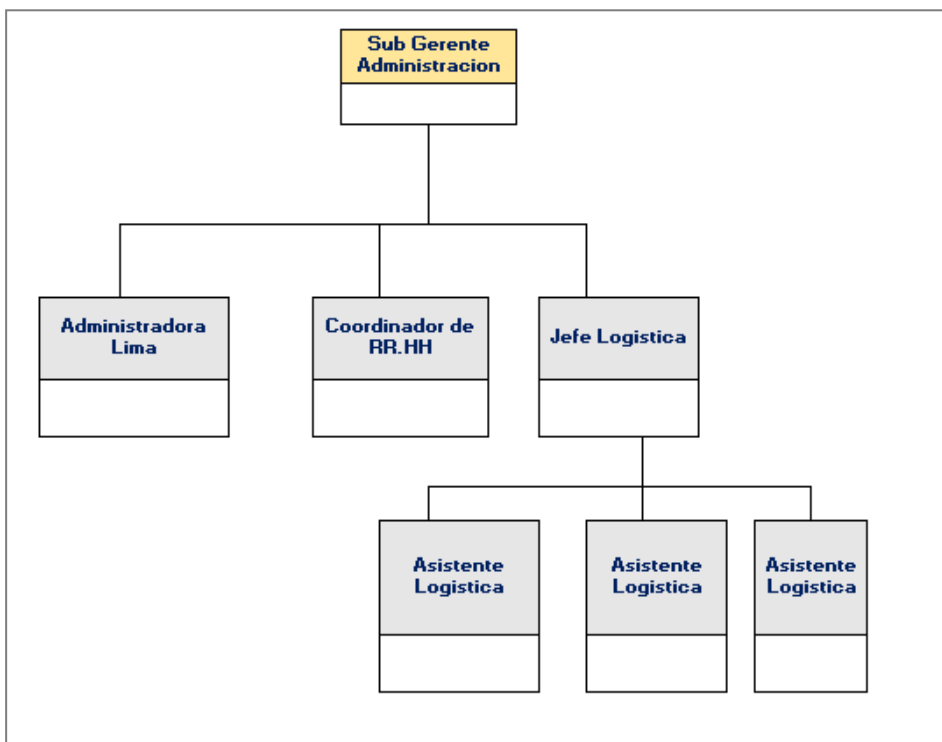 Sub Gerente
Administracion
Administradora
Lima
Coordinador de
RR.HH
Jefe Logistica
Asistente
Logistica
Asistente
Logistica
Asistente
Logistica